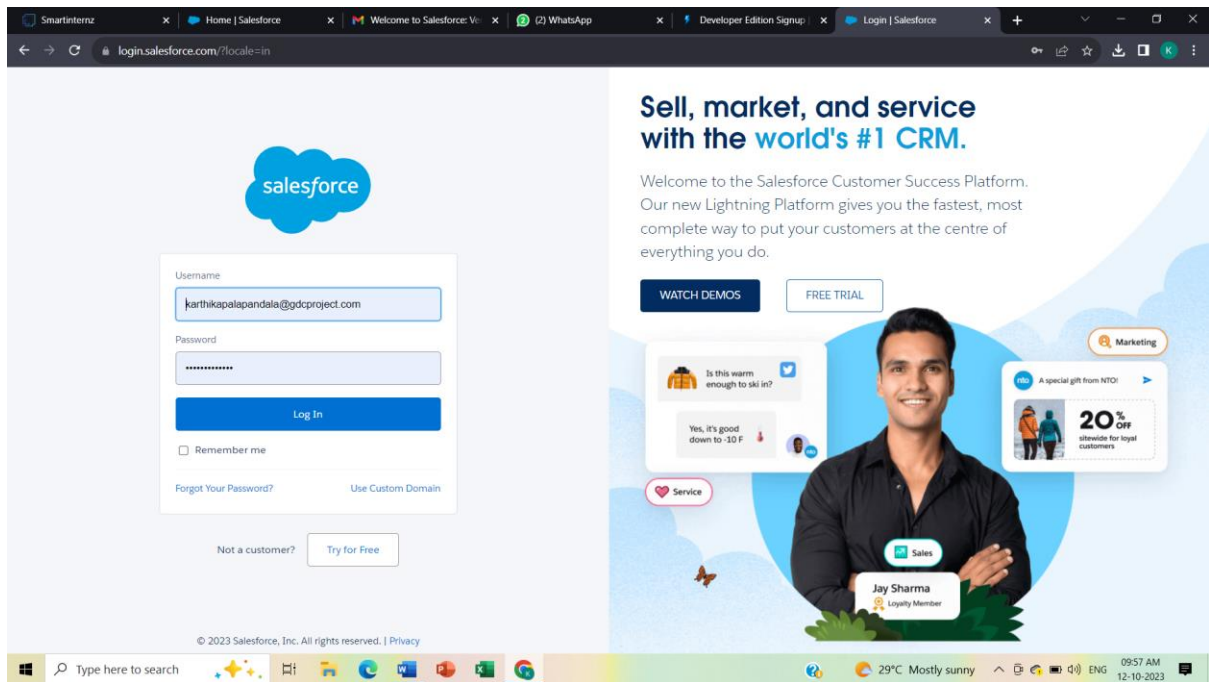 Smartinternz
Home | Salesforce
Welcome to Salesforce: Ve
(2) WhatsApp
Developer Edition Signup |
Login | Salesforce
login.salesforce.com/?locale=in
K
salesforce
Username
karthikapalapandala@gdcproject.com
Password
•••••••••••••
Log In
Remember me
Forgot Your Password?
Use Custom Domain
Not a customer?
Try for Free
© 2023 Salesforce, Inc. All rights reserved. | Privacy
Sell, market, and service
with the world's #1 CRM.
Welcome to the Salesforce Customer Success Platform.
Our new Lightning Platform gives you the fastest, most
complete way to put your customers at the centre of
everything you do.
WATCH DEMOS
FREE TRIAL
Is this warm
enough to ski in?
Yes, it's good
down to -10 F
nto
Service
Marketing
nto
A special gift from NTO!
20% OFF
sitewide for loyal
customers
Sales
Jay Sharma
Loyalty Member
Type here to search
29°C Mostly sunny
ENG
09:57 AM
12-10-2023